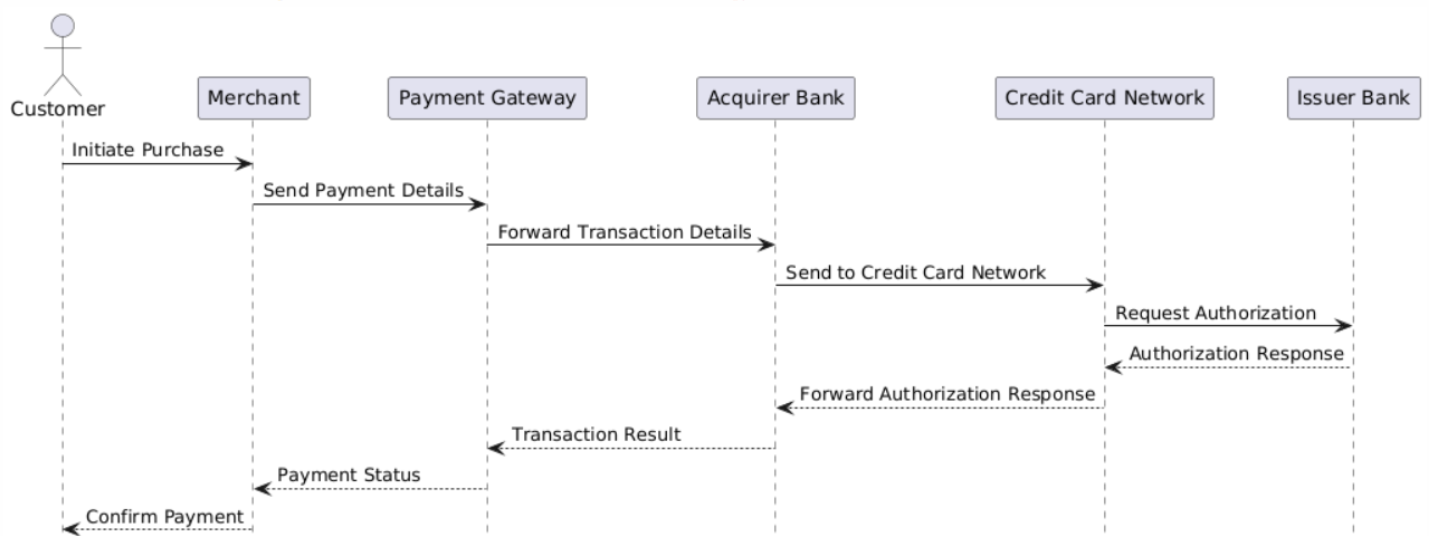 Customer
Merchant
Payment Gateway
Acquirer Bank
Credit Card Network
Issuer Bank
Initiate Purchase
Send Payment Details
Forward Transaction Details
Send to Credit Card Network
Request Authorization
Authorization Response
Forward Authorization Response
Transaction Result
Payment Status
Confirm Payment